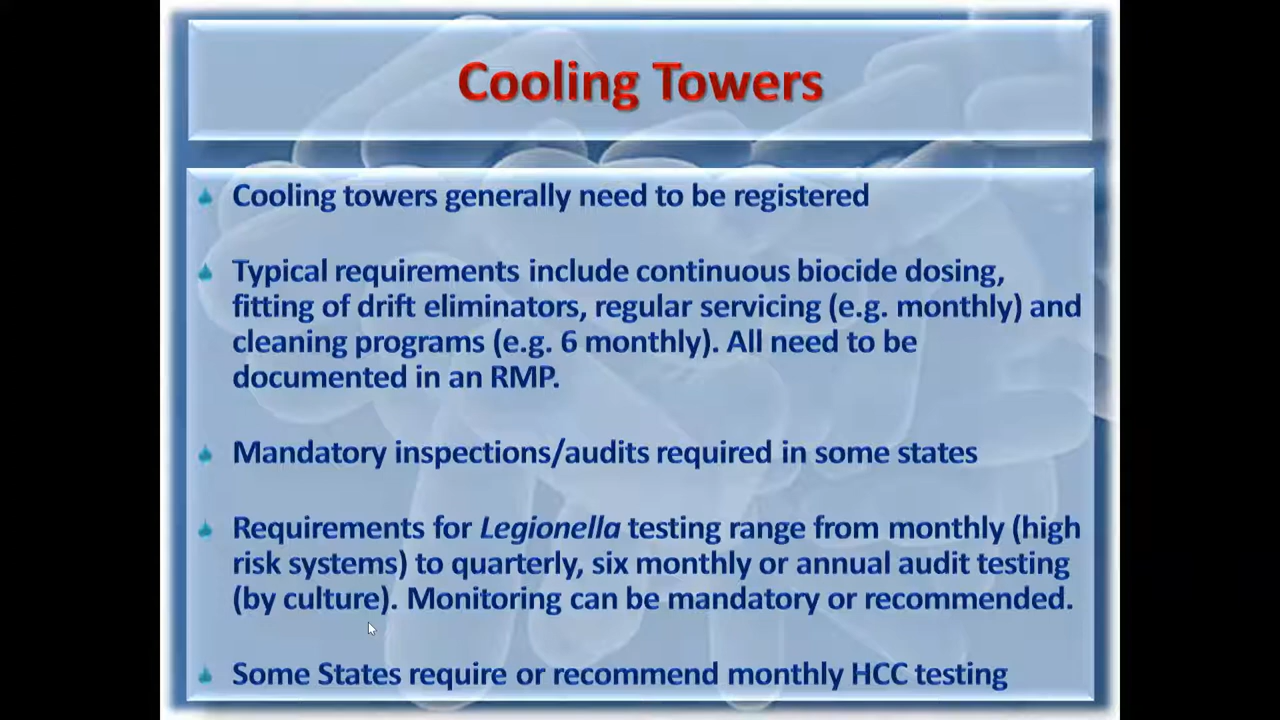 Cooling Towers
Cooling towers generally need to be registered
Typical requirements include continuous biocide dosing,
fitting of drift eliminators, regular servicing (e.g. monthly) and
cleaning programs (e.g. 6 monthly). All need to be
documented in an RMP.
Mandatory inspections/audits required in some states
Requirements for Legionella testing range from monthly (high
risk systems) to quarterly, six monthly or annual audit testing
(by culture). Monitoring can be mandatory or recommended.
Some States require or recommend monthly HCC testing